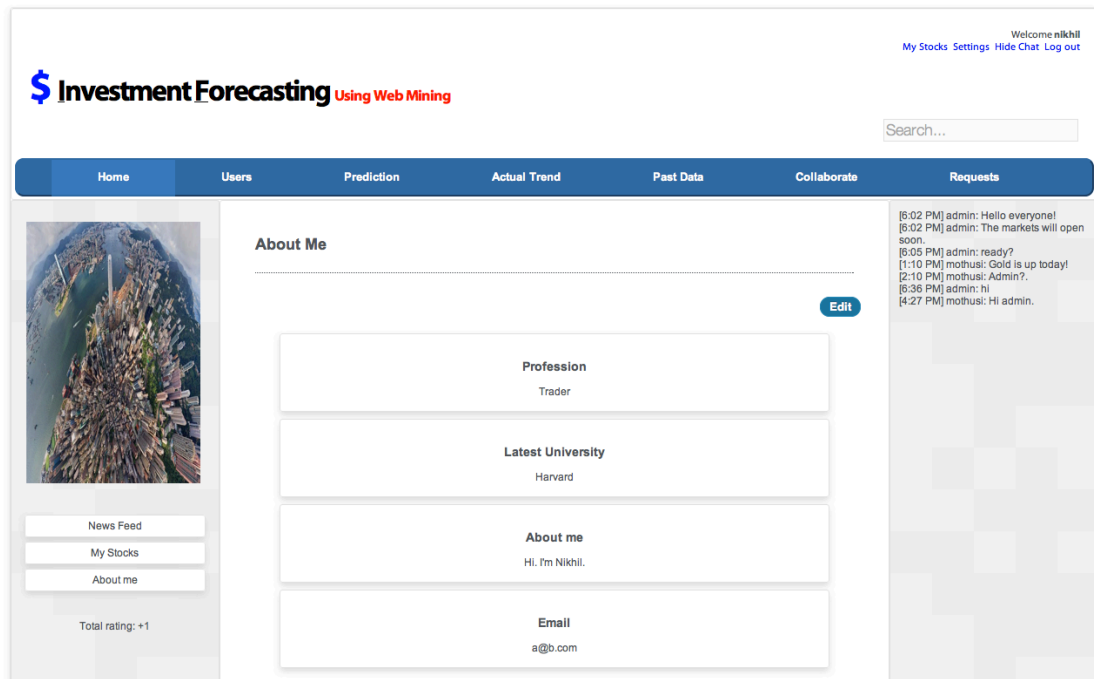 Welcome nikhil
My Stocks Settings Hide Chat Log out
$ Investment Forecasting Using Web Mining
Search...
Home Users Prediction Actual Trend Past Data Collaborate Requests
About Me
Edit
Profession
Trader
Latest University
Harvard
About me
Hi. I'm Nikhil.
Email
a@b.com
News Feed
My Stocks
About me
Total rating: +1
[6:02 PM] admin: Hello everyone!
[6:02 PM] admin: The markets will open
soon.
[6:05 PM] admin: ready?
[1:10 PM] mothusi: Gold is up today!
[2:10 PM] mothusi: Admin?.
[6:36 PM] admin: hi
[4:27 PM] mothusi: Hi admin.